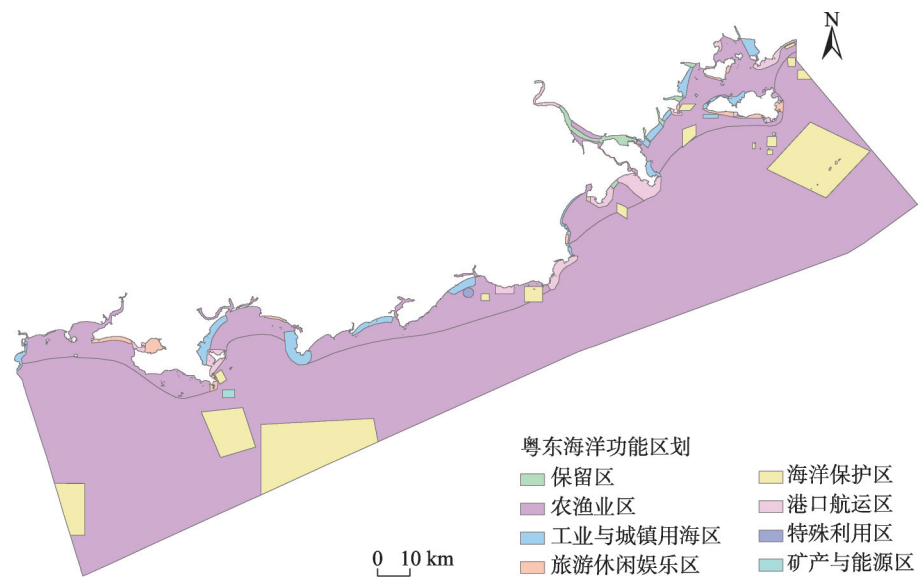 N
粤东海洋功能区划
保留区
农渔业区
工业与城镇用海区
旅游休闲娱乐区
海洋保护区
港口航运区
特殊利用区
矿产与能源区
0 10 km